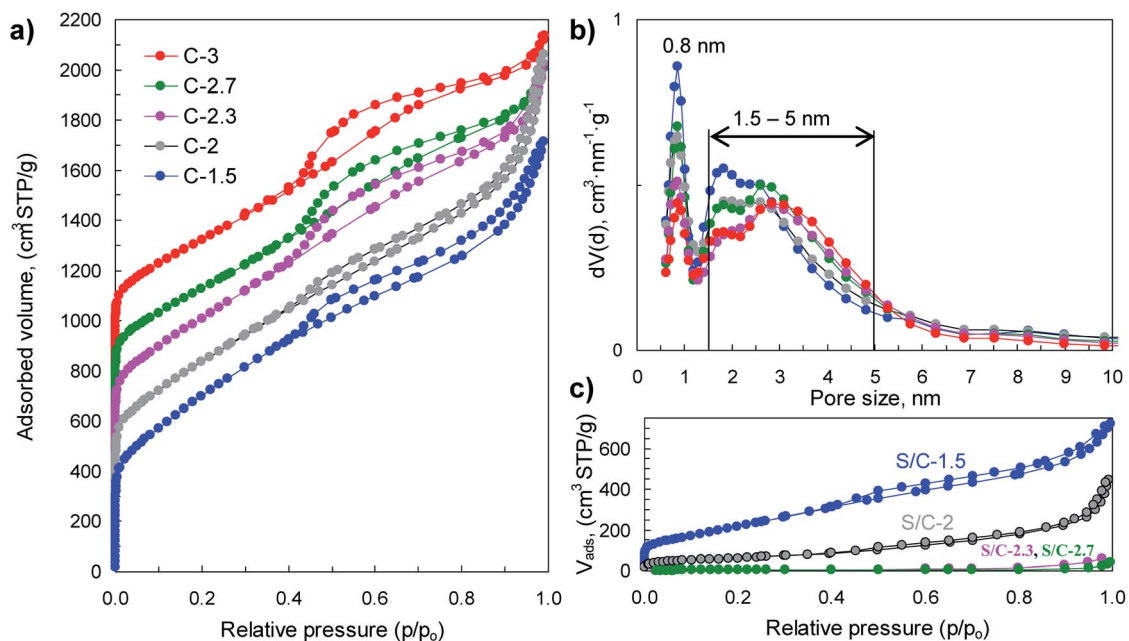 a)
2200
2000
1800
1600
1400
1200
1000
800
600
400
200
0
Adsorbed volume, (cm³ STP/g)
C-3
C-2.7
C-2.3
C-2
C-1.5
0.0 0.2 0.4 0.6 0.8 1.0
Relative pressure (p/pₒ)
b)
1
0
dV(d), cm³·nm⁻¹·g⁻¹
0.8 nm
1.5 – 5 nm
0 1 2 3 4 5 6 7 8 9 10
Pore size, nm
c)
600
400
200
0
Vads, (cm³ STP/g)
S/C-1.5
S/C-2
S/C-2.3, S/C-2.7
0.0 0.2 0.4 0.6 0.8 1.0
Relative pressure (p/pₒ)